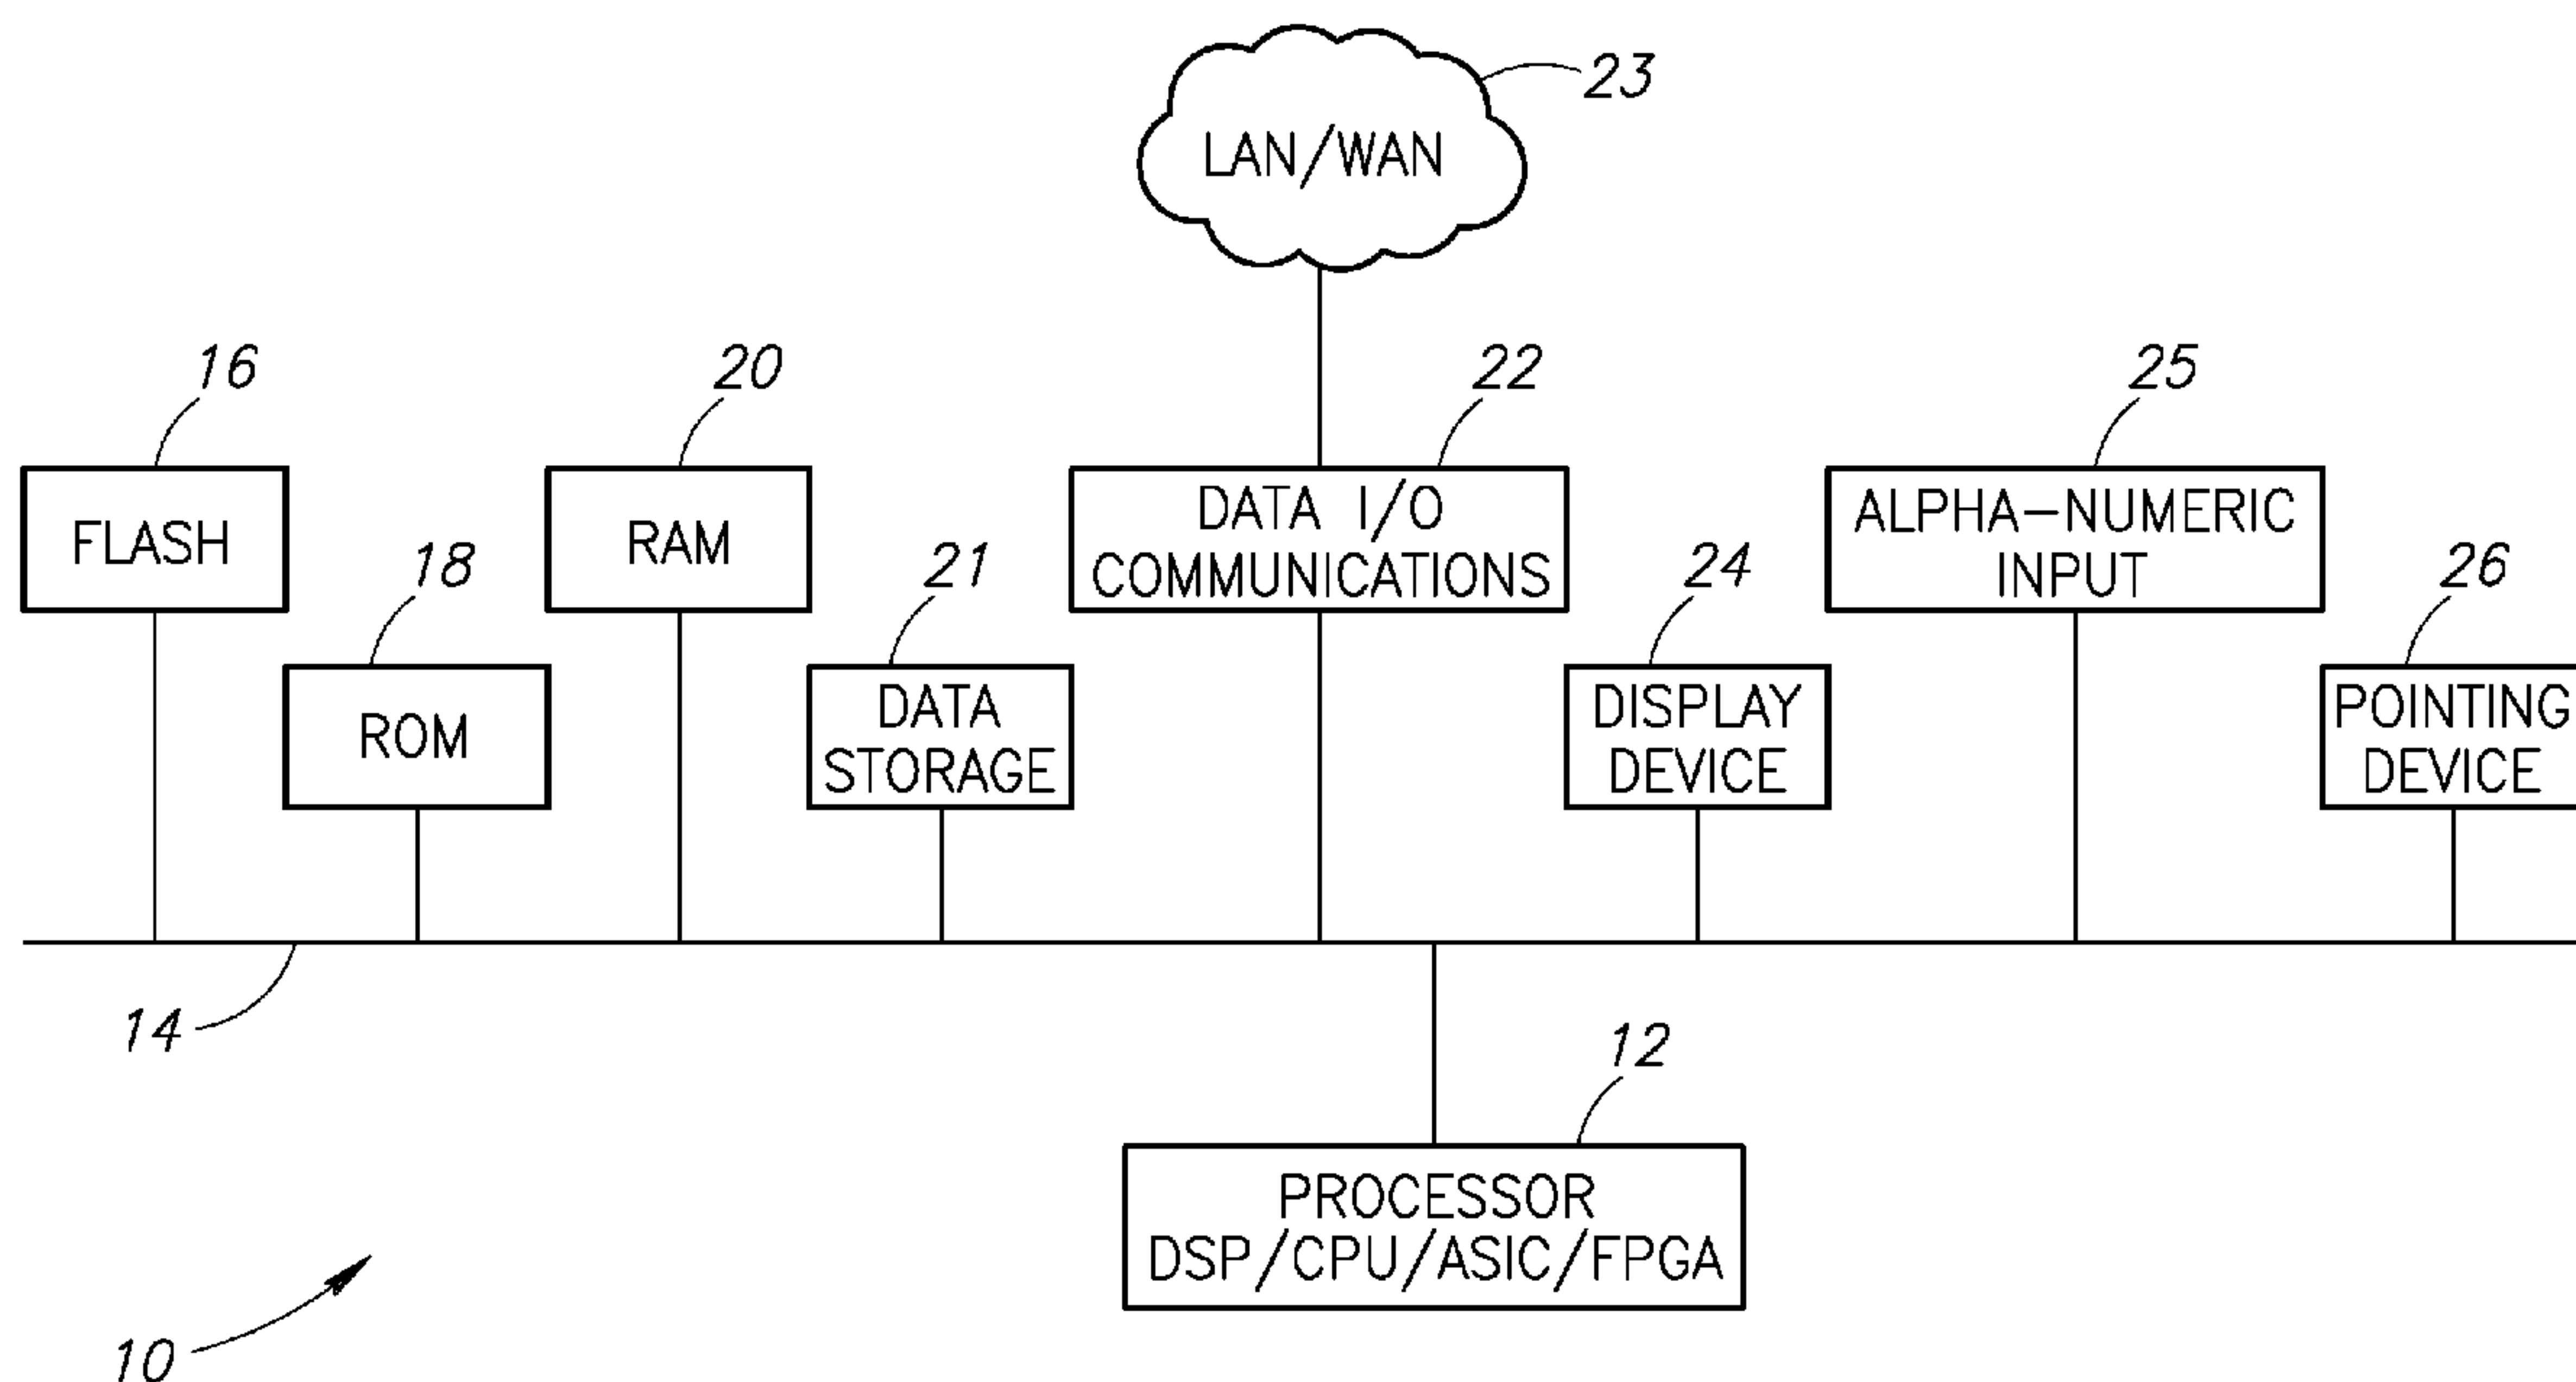 23
LAN/WAN
16
20
22
25
FLASH
RAM
DATA I/O
COMMUNICATIONS
ALPHA-NUMERIC
INPUT
18
21
24
26
ROM
DATA
STORAGE
DISPLAY
DEVICE
POINTING
DEVICE
14
12
PROCESSOR
DSP/CPU/ASIC/FPGA
10